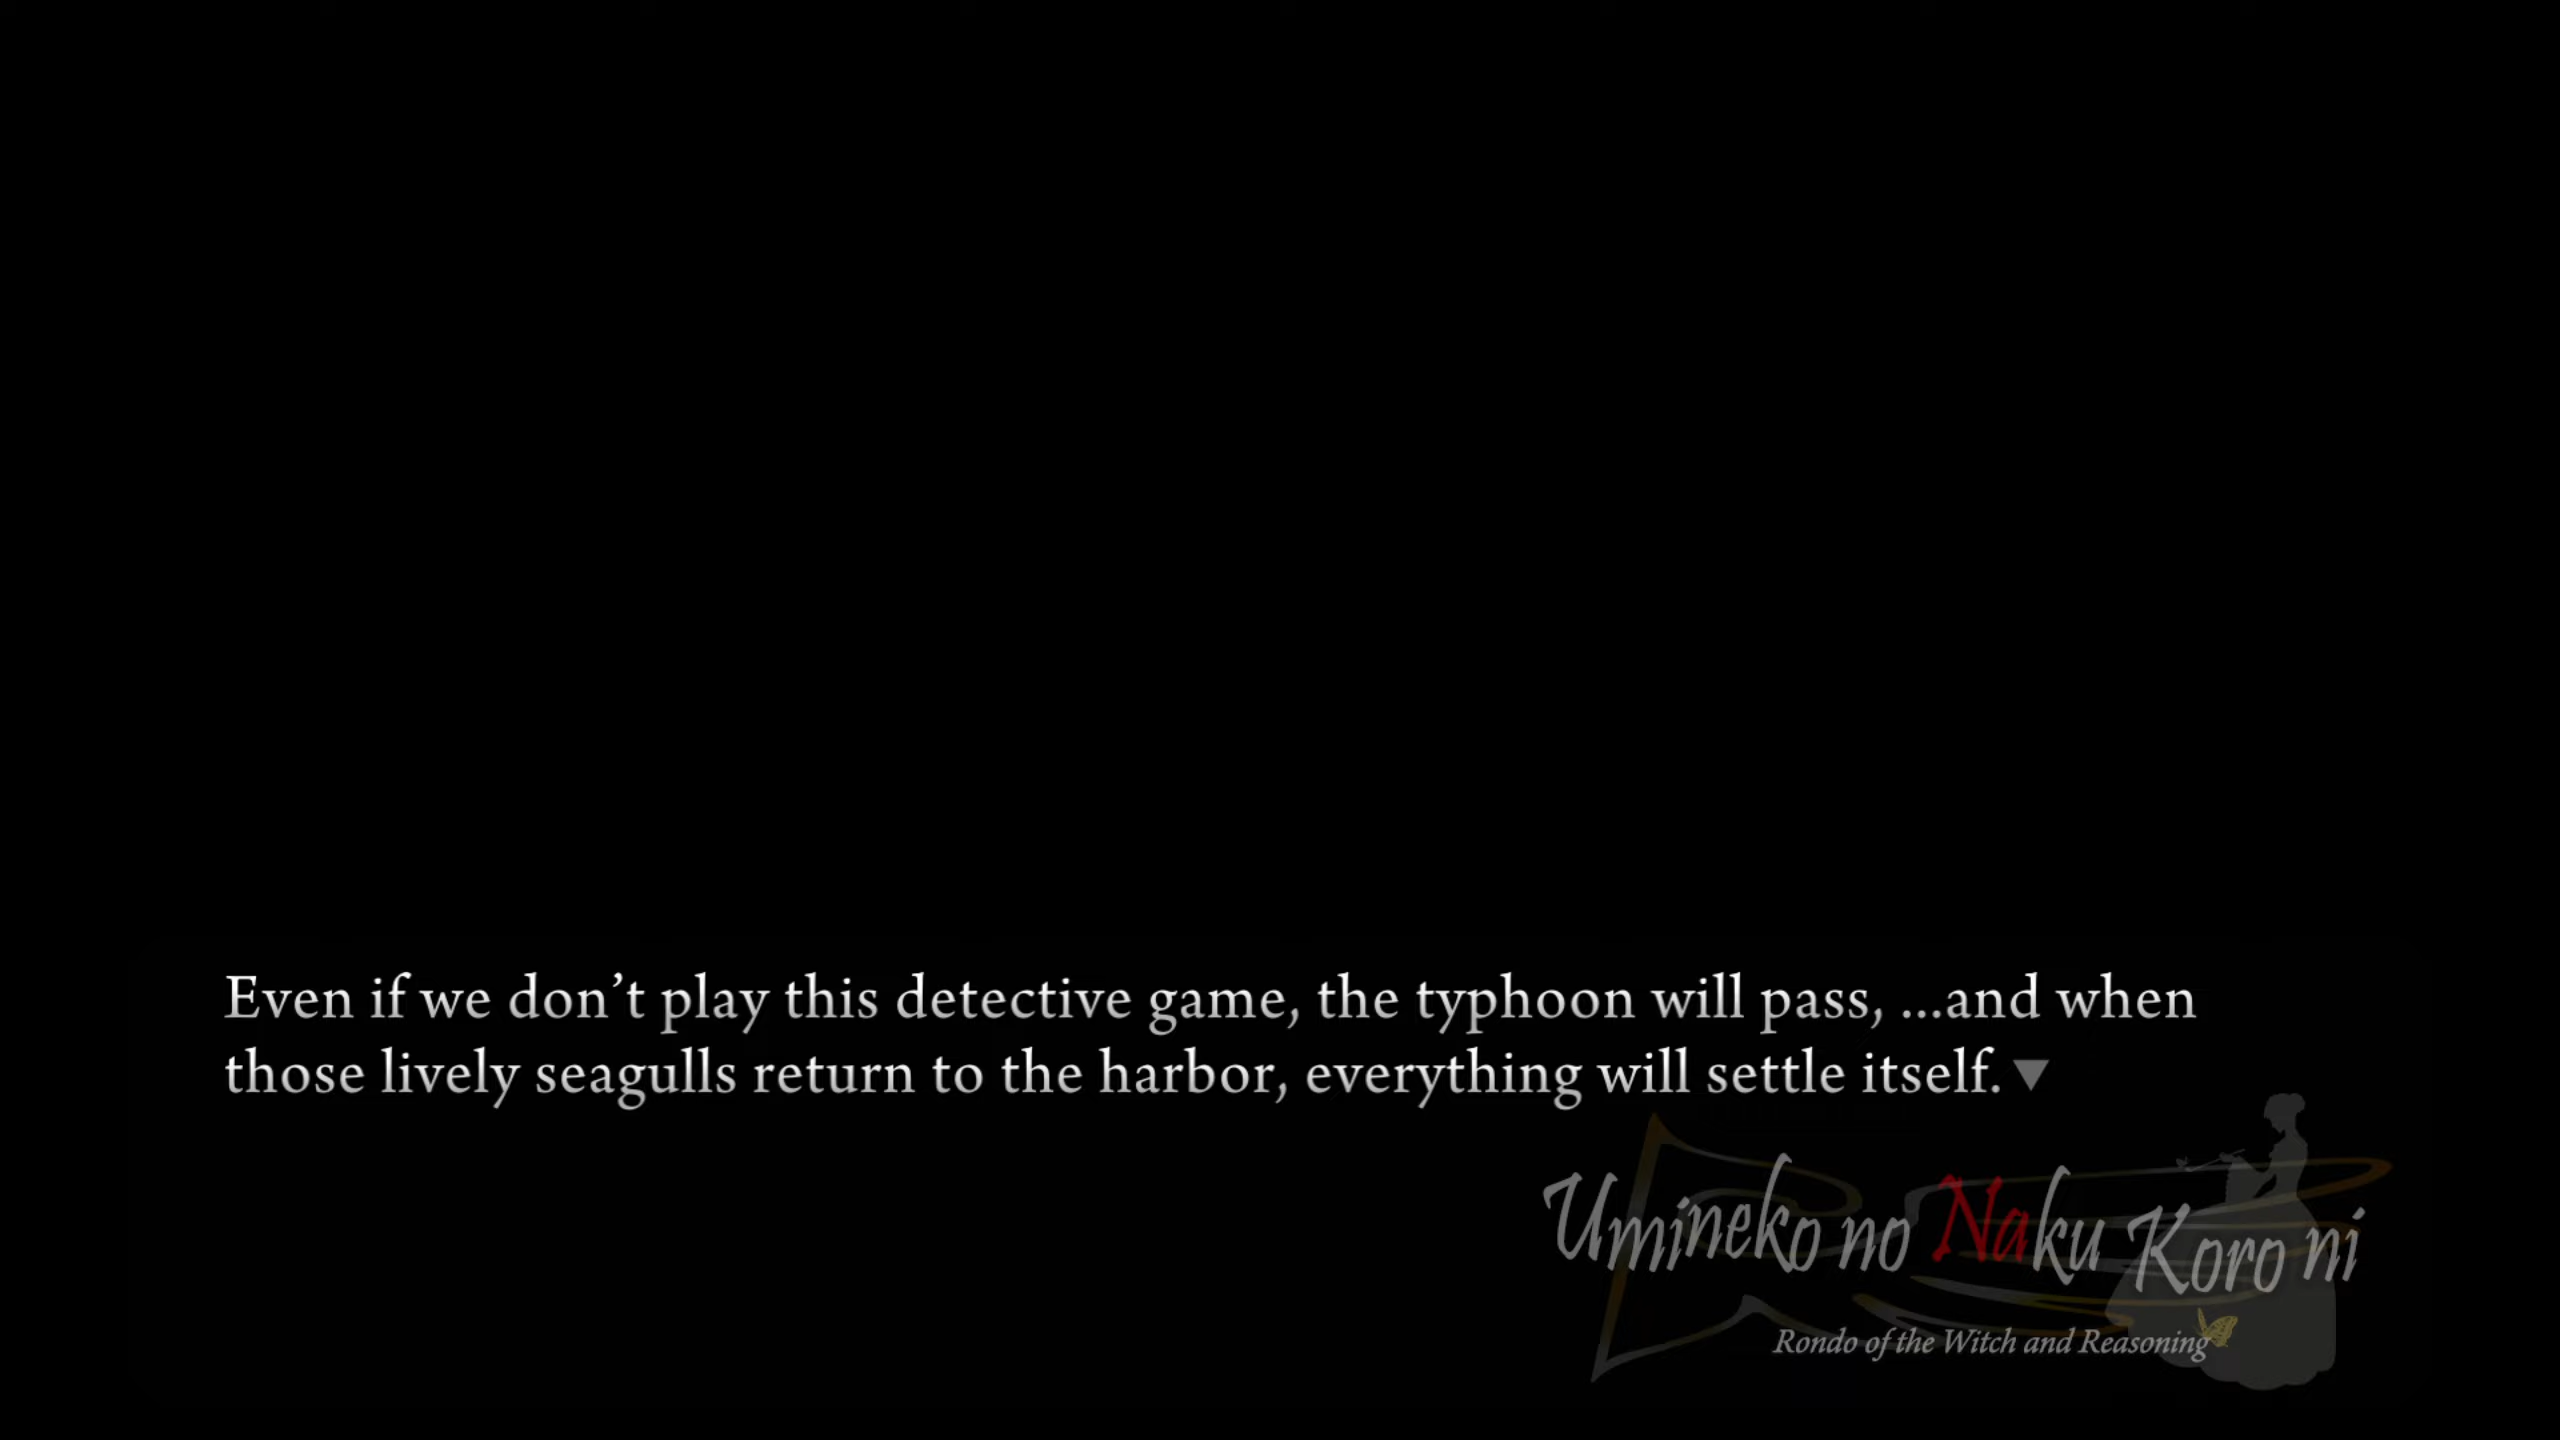 Even if we don’t play this detective game, the typhoon will pass, ...and when
those lively seagulls return to the harbor, everything will settle itself.
Umineko no Naku Koro ni
Rondo of the Witch and Reasoning